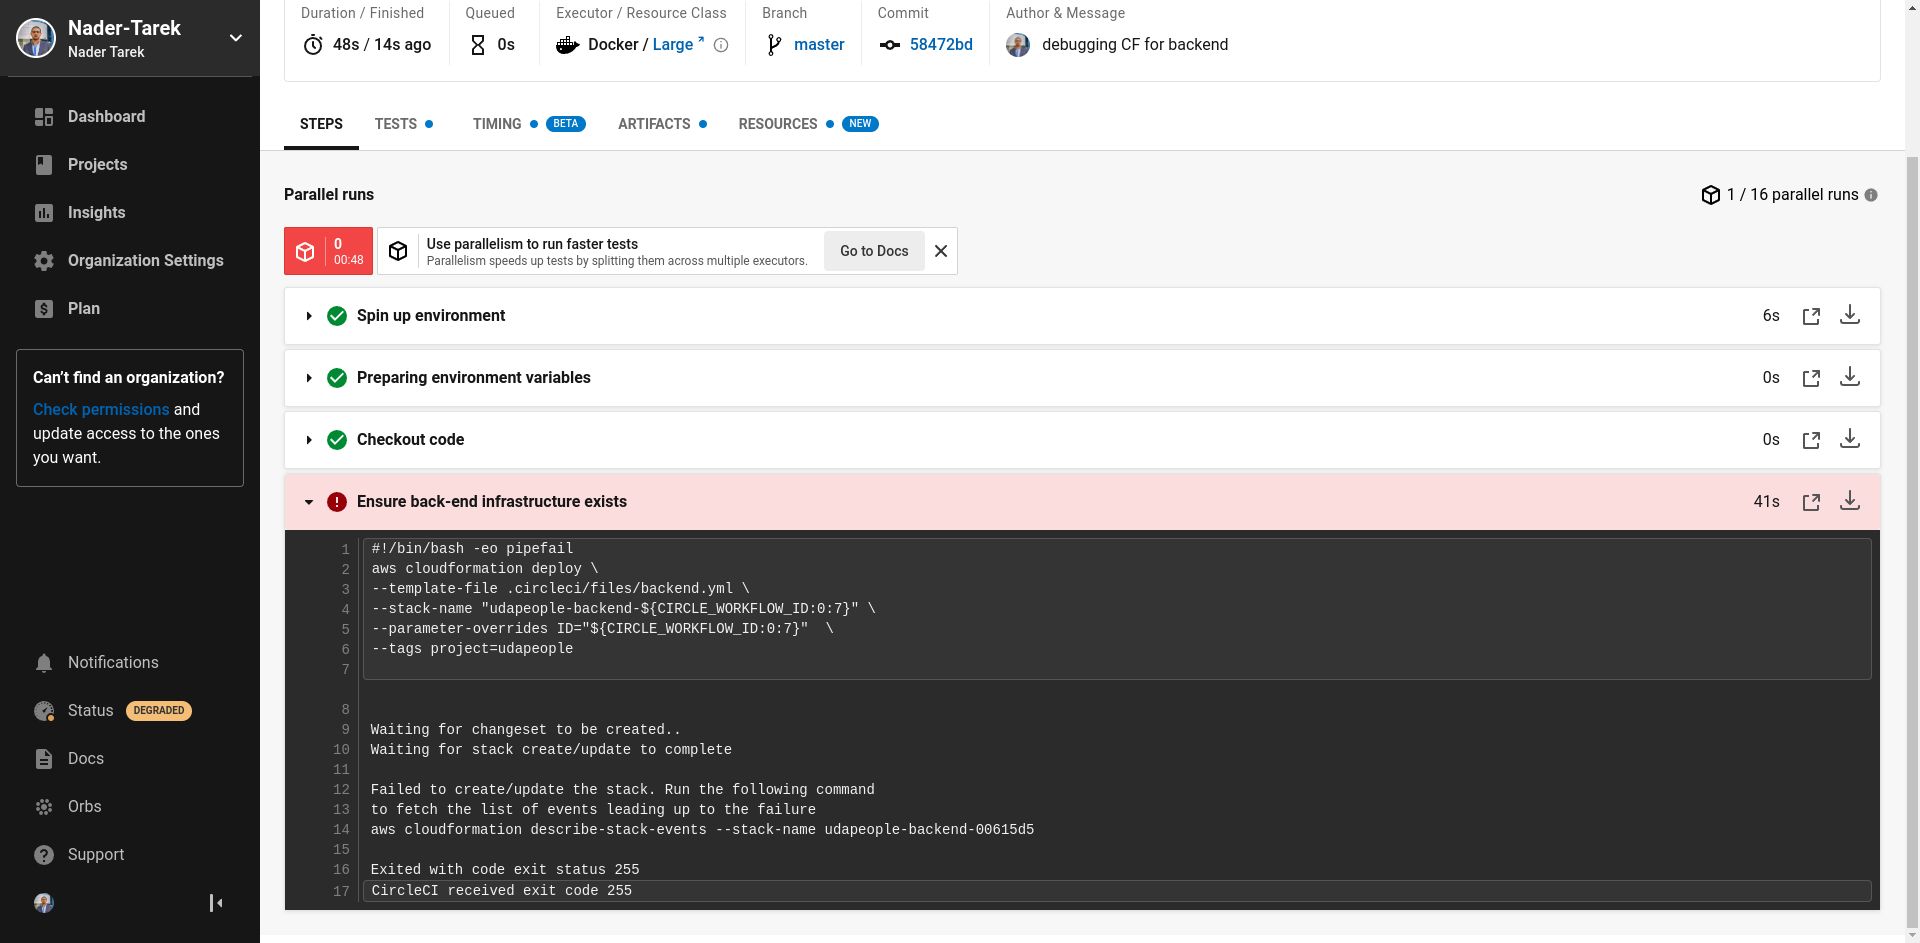 Nader-Tarek
Nader Tarek
Dashboard
Projects
Insights
Organization Settings
Plan
Can't find an organization?
Check permissions and
update access to the ones
you want.
Notifications
Status DEGRADED
Docs
Orbs
Support
Duration / Finished
48s / 14s ago
Queued
0s
Executor / Resource Class
Docker / Large
Branch
master
Commit
58472bd
Author & Message
debugging CF for backend
STEPS TESTS TIMING BETA ARTIFACTS RESOURCES NEW
Parallel runs
1 / 16 parallel runs
0
00:48
Use parallelism to run faster tests
Parallelism speeds up tests by splitting them across multiple executors.
Go to Docs
Spin up environment 6s
Preparing environment variables 0s
Checkout code 0s
Ensure back-end infrastructure exists 41s
1 #!/bin/bash -eo pipefail
2 aws cloudformation deploy \
3 --template-file .circleci/files/backend.yml \
4 --stack-name "udapeople-backend-${CIRCLE_WORKFLOW_ID:0:7}" \
5 --parameter-overrides ID="${CIRCLE_WORKFLOW_ID:0:7}"  \
6 --tags project=udapeople
7
8
9 Waiting for changeset to be created..
10 Waiting for stack create/update to complete
11
12 Failed to create/update the stack. Run the following command
13 to fetch the list of events leading up to the failure
14 aws cloudformation describe-stack-events --stack-name udapeople-backend-00615d5
15
16 Exited with code exit status 255
17 CircleCI received exit code 255